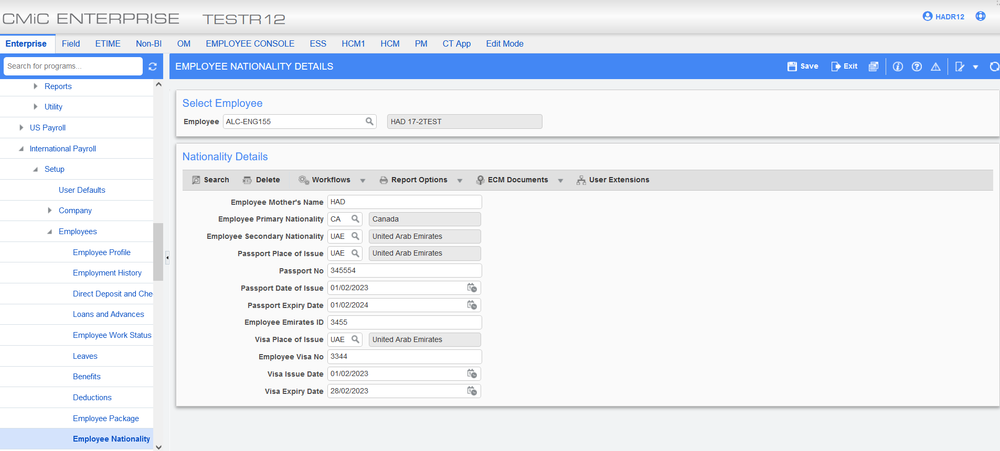 CMiC ENTERPRISE TESTR12
HADR12
Enterprise Field ETIME Non-BI OM EMPLOYEE CONSOLE ESS HCM1 HCM PM CT App Edit Mode
Search for programs...
EMPLOYEE NATIONALITY DETAILS
Save Exit
Reports
Utility
US Payroll
International Payroll
Setup
User Defaults
Company
Employees
Employee Profile
Employment History
Direct Deposit and Che
Loans and Advances
Employee Work Status
Leaves
Benefits
Deductions
Employee Package
Employee Nationality
Select Employee
Employee ALC-ENG155 HAD 17-2TEST
Nationality Details
Search Delete Workflows Report Options ECM Documents User Extensions
Employee Mother's Name HAD
Employee Primary Nationality CA Canada
Employee Secondary Nationality UAE United Arab Emirates
Passport Place of Issue UAE United Arab Emirates
Passport No 345554
Passport Date of Issue 01/02/2023
Passport Expiry Date 01/02/2024
Employee Emirates ID 3455
Visa Place of Issue UAE United Arab Emirates
Employee Visa No 3344
Visa Issue Date 01/02/2023
Visa Expiry Date 28/02/2023